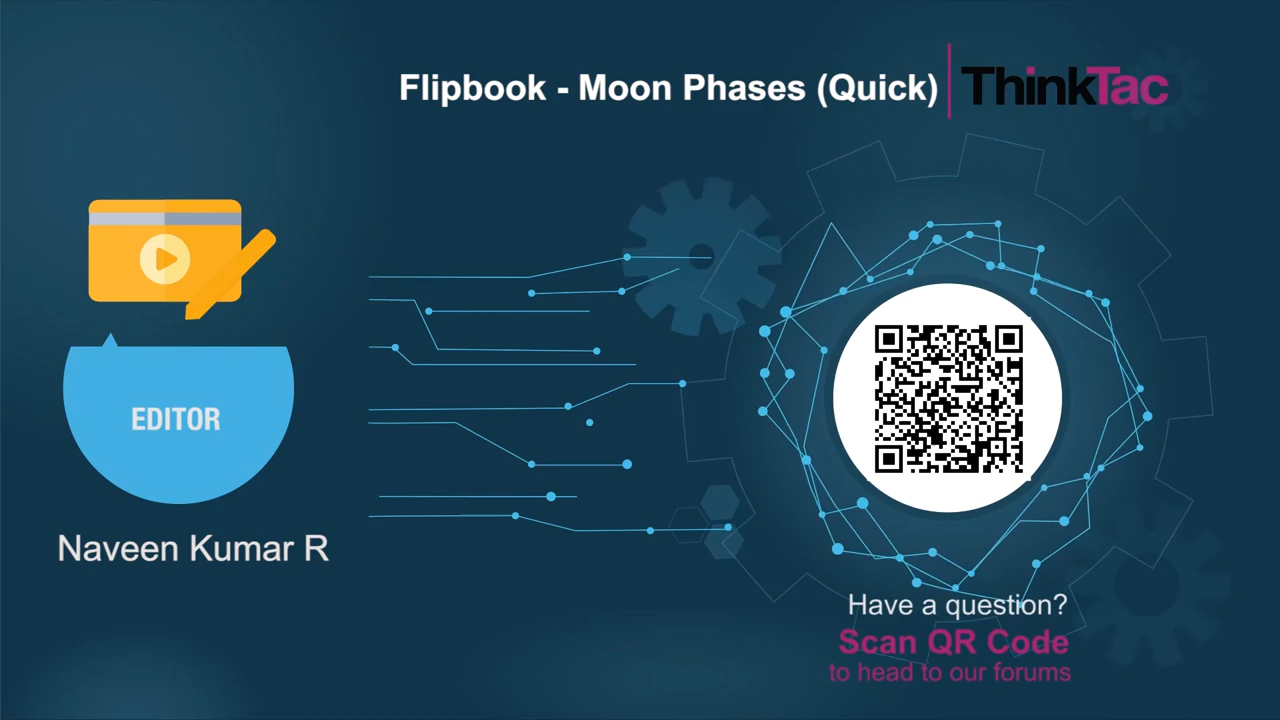 Flipbook - Moon Phases (Quick)
ThinkTac
EDITOR
Naveen Kumar R
Have a question?
Scan QR Code
to head to our forums